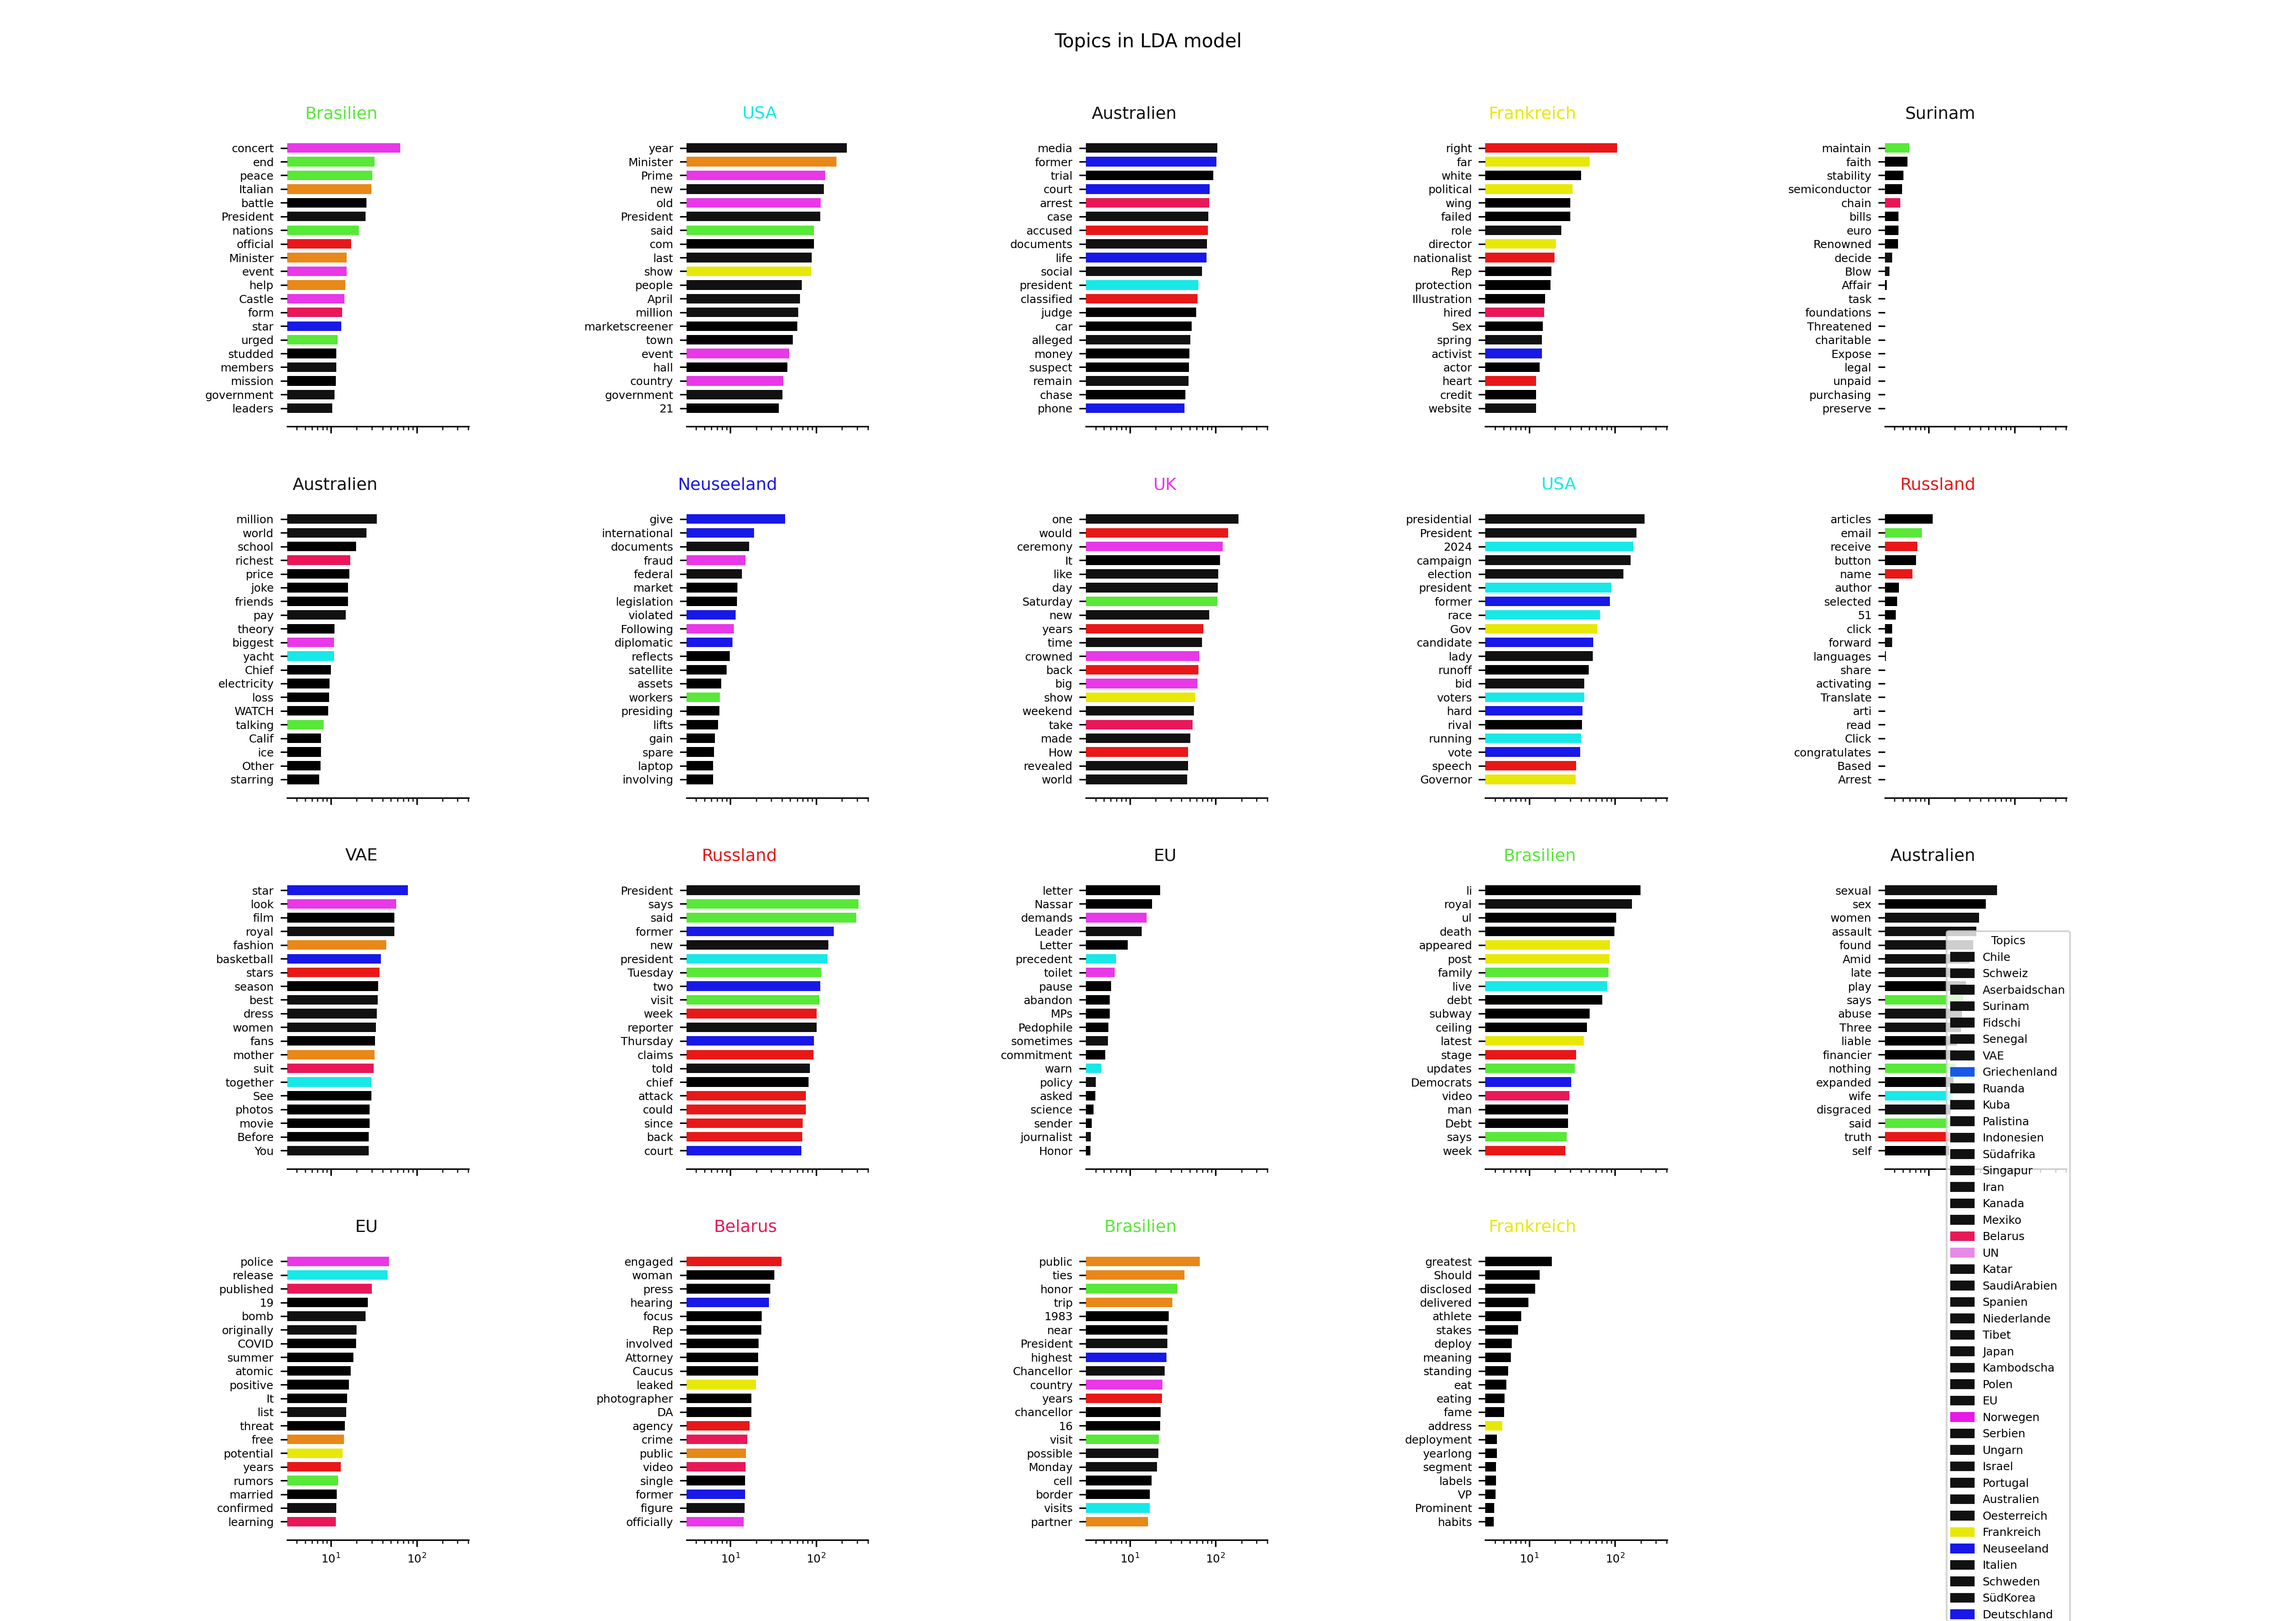 Topics in LDA model
Brasilien
concert
end
peace
Italian
battle
President
nations
official
Minister
event
help
Castle
form
star
urged
studded
members
mission
government
leaders
USA
year
Minister
Prime
new
old
President
said
com
last
show
people
April
million
marketscreener
town
event
hall
country
government
21
Australien
media
former
trial
court
arrest
case
accused
documents
life
social
president
classified
judge
car
alleged
money
suspect
remain
chase
phone
Frankreich
right
far
white
political
wing
failed
role
director
nationalist
Rep
protection
Illustration
hired
Sex
spring
activist
actor
heart
credit
website
Surinam
maintain
faith
stability
semiconductor
chain
bills
euro
Renowned
decide
Blow
Affair
task
foundations
Threatened
charitable
Expose
legal
unpaid
purchasing
preserve
Australien
million
world
school
richest
price
joke
friends
pay
theory
biggest
yacht
Chief
electricity
loss
WATCH
talking
Calif
ice
Other
starring
Neuseeland
give
international
documents
fraud
federal
market
legislation
violated
Following
diplomatic
reflects
satellite
assets
workers
presiding
lifts
gain
spare
laptop
involving
UK
one
would
ceremony
It
like
day
Saturday
new
years
time
crowned
back
big
show
weekend
take
made
How
revealed
world
USA
presidential
President
2024
campaign
election
president
former
race
Gov
candidate
lady
runoff
bid
voters
hard
rival
running
vote
speech
Governor
Russland
articles
email
receive
button
name
author
selected
51
click
forward
languages
share
activating
Translate
arti
read
Click
congratulates
Based
Arrest
VAE
star
look
film
royal
fashion
basketball
stars
season
best
dress
women
fans
mother
suit
together
See
photos
movie
Before
You
Russland
President
says
said
former
new
president
Tuesday
two
visit
week
reporter
Thursday
claims
told
chief
attack
could
since
back
court
EU
letter
Nassar
demands
Leader
Letter
precedent
toilet
pause
abandon
MPs
Pedophile
sometimes
commitment
warn
policy
asked
science
sender
journalist
Honor
Brasilien
li
royal
ul
death
appeared
post
family
live
debt
subway
ceiling
latest
stage
updates
Democrats
video
man
Debt
says
week
Australien
sexual
sex
women
assault
found
Amid
late
play
says
abuse
Three
liable
financier
nothing
expanded
wife
disgraced
said
truth
self
EU
police
release
published
19
bomb
originally
COVID
summer
atomic
positive
It
list
threat
free
potential
years
rumors
married
confirmed
learning
10¹ 10²
Belarus
engaged
woman
press
hearing
focus
Rep
involved
Attorney
Caucus
leaked
photographer
DA
agency
crime
public
video
single
former
figure
officially
10¹ 10²
Brasilien
public
ties
honor
trip
1983
near
President
highest
Chancellor
country
years
chancellor
16
visit
possible
Monday
cell
border
visits
partner
10¹ 10²
Frankreich
greatest
Should
disclosed
delivered
athlete
stakes
deploy
meaning
standing
eat
eating
fame
address
deployment
yearlong
segment
labels
VP
Prominent
habits
10¹ 10²
Topics
Chile
Schweiz
Aserbaidschan
Surinam
Fidschi
Senegal
VAE
Griechenland
Ruanda
Kuba
Palistina
Indonesien
Südafrika
Singapur
Iran
Kanada
Mexiko
Belarus
UN
Katar
SaudiArabien
Spanien
Niederlande
Tibet
Japan
Kambodscha
Polen
EU
Norwegen
Serbien
Ungarn
Israel
Portugal
Australien
Oesterreich
Frankreich
Neuseeland
Italien
Schweden
SüdKorea
Deutschland